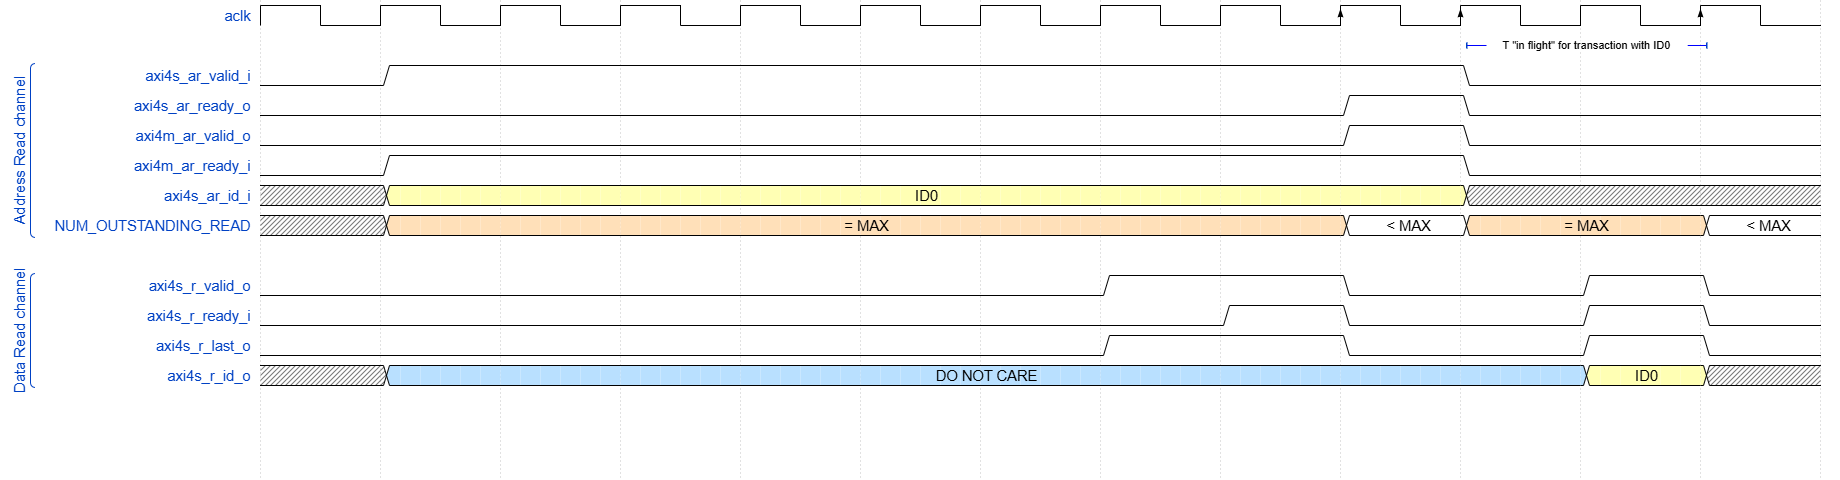 aclk
T "in flight" for transaction with ID0
Address Read channel
axi4s_ar_valid_i
axi4s_ar_ready_o
axi4m_ar_valid_o
axi4m_ar_ready_i
axi4s_ar_id_i
ID0
NUM_OUTSTANDING_READ
= MAX
< MAX
= MAX
< MAX
Data Read channel
axi4s_r_valid_o
axi4s_r_ready_i
axi4s_r_last_o
axi4s_r_id_o
DO NOT CARE
ID0